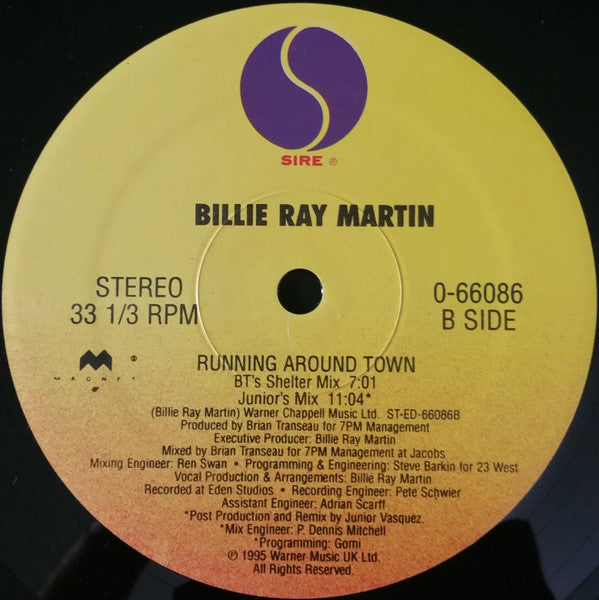 SIRE ®
BILLIE RAY MARTIN
STEREO
33 1/3 RPM
0-66086
B SIDE
MAGNET ®
RUNNING AROUND TOWN
BT's Shelter Mix 7:01
Junior's Mix 11:04*
(Billie Ray Martin) Warner Chappell Music Ltd. ST-ED-66086B
Produced by Brian Transeau for 7PM Management
Executive Producer: Billie Ray Martin
Mixed by Brian Transeau for 7PM Management at Jacobs
Mixing Engineer: Ren Swan • Programming & Engineering: Steve Barkin for 23 West
Vocal Production & Arrangements: Billie Ray Martin
Recorded at Eden Studios • Recording Engineer: Pete Schwier
Assistant Engineer: Adrian Scarff
*Post Production and Remix by Junior Vasquez.
*Mix Engineer: P. Dennis Mitchell
*Programming: Gomi
℗ 1995 Warner Music UK Ltd.
All Rights Reserved.